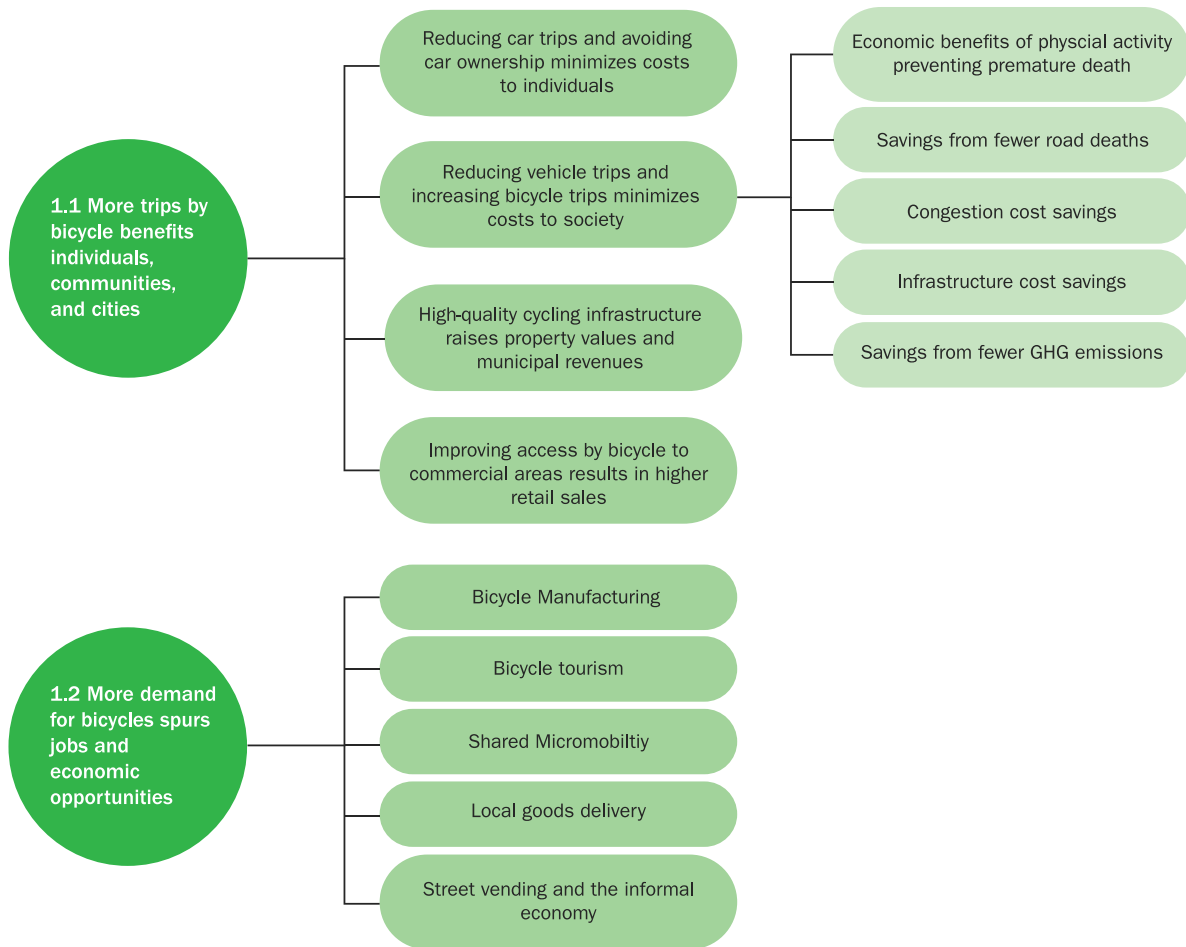 1.1 More trips by
bicycle benefits
individuals,
communities,
and cities
Reducing car trips and avoiding
car ownership minimizes costs
to individuals
Reducing vehicle trips and
increasing bicycle trips minimizes
costs to society
Economic benefits of physcial activity
preventing premature death
Savings from fewer road deaths
Congestion cost savings
Infrastructure cost savings
Savings from fewer GHG emissions
High-quality cycling infrastructure
raises property values and
municipal revenues
Improving access by bicycle to
commercial areas results in higher
retail sales
1.2 More demand
for bicycles spurs
jobs and
economic
opportunities
Bicycle Manufacturing
Bicycle tourism
Shared Micromobiltiy
Local goods delivery
Street vending and the informal
economy